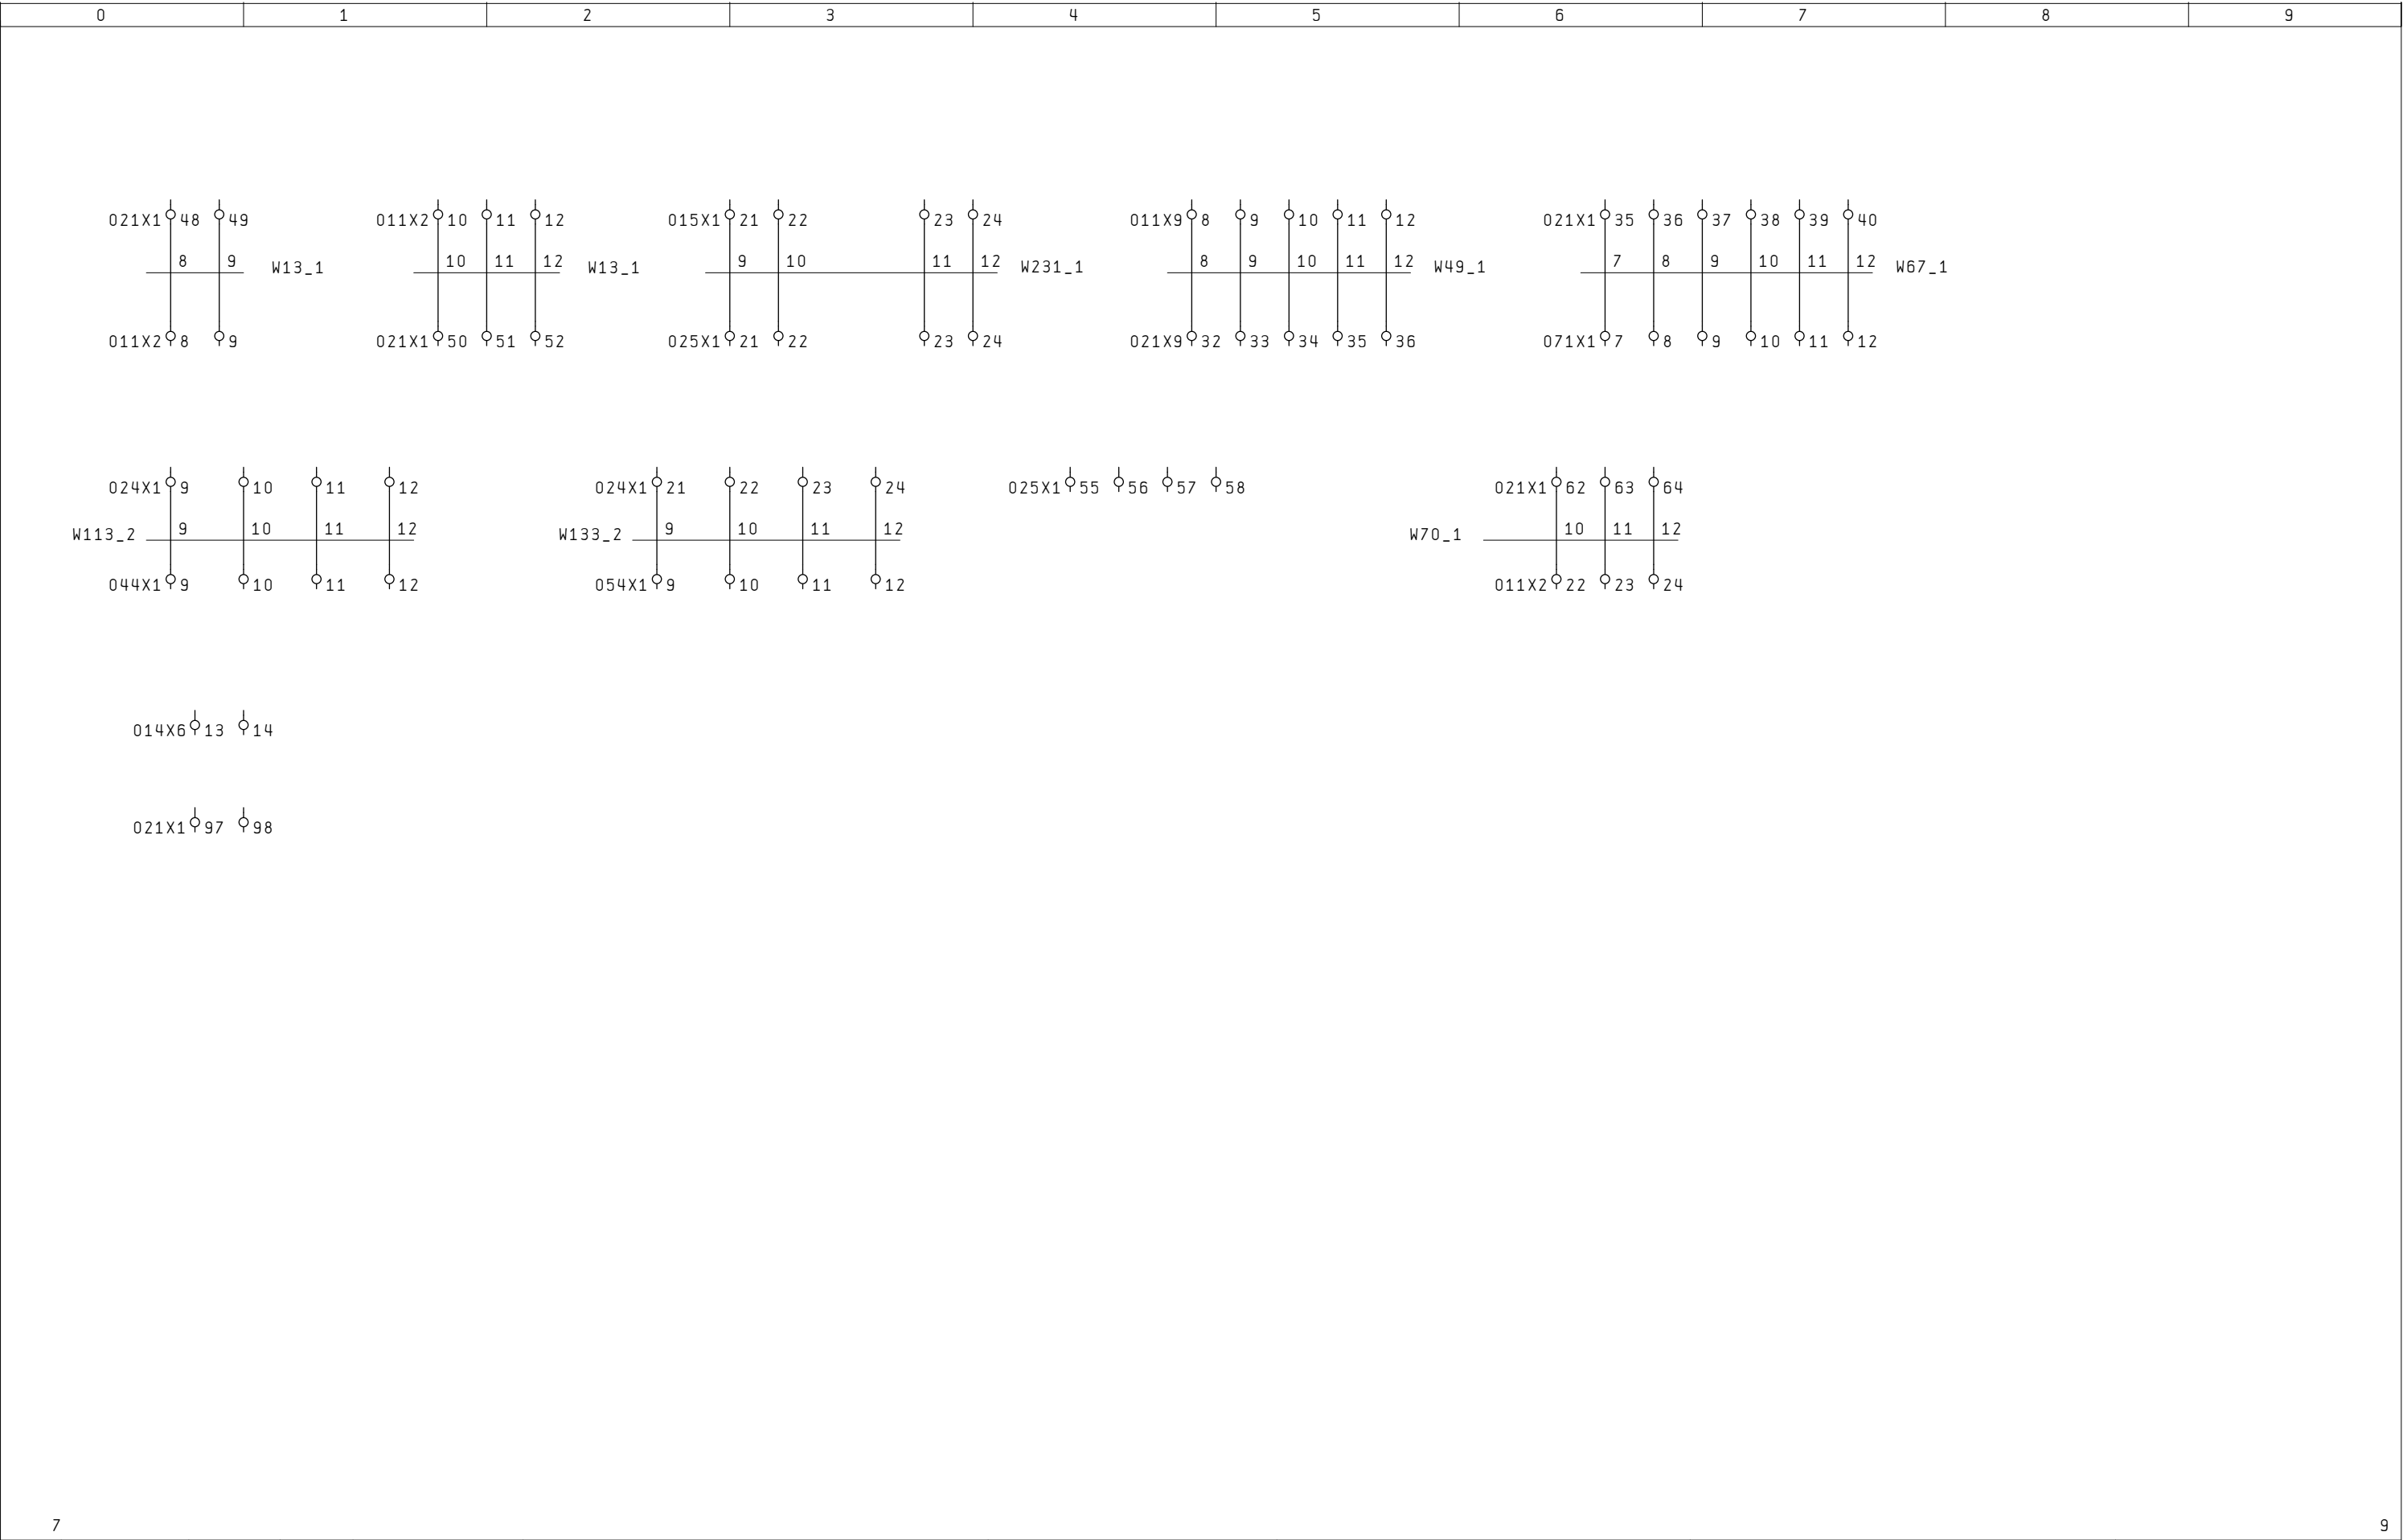 0 1 2 3 4 5 6 7 8 9
021X1 48 49 011X2 10 11 12 015X1 21 22 23 24 011X9 8 9 10 11 12 021X1 35 36 37 38 39 40
8 9 W13_1 10 11 12 W13_1 9 10 11 12 W231_1 8 9 10 11 12 W49_1 7 8 9 10 11 12 W67_1
011X2 8 9 021X1 50 51 52 025X1 21 22 23 24 021X9 32 33 34 35 36 071X1 7 8 9 10 11 12
024X1 9 10 11 12 024X1 21 22 23 24 025X1 55 56 57 58 021X1 62 63 64
W113_2 9 10 11 12 W133_2 9 10 11 12 W70_1 10 11 12
044X1 9 10 11 12 054X1 9 10 11 12 011X2 22 23 24
014X6 13 14
021X1 97 98
7 9